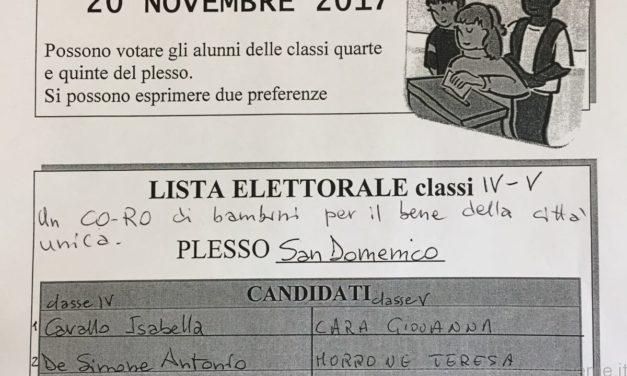 20 NOVEMBRE 2017
Possono votare gli alunni delle classi quarte
e quinte del plesso.
Si possono esprimere due preferenze
LISTA ELETTORALE classi IV-V
Un CO-RO di bambini per il bene della città
unica.
PLESSO San Domenico
CANDIDATI
classe IV classe V
1 Cavallo Isabella CARA GIOVANNA
2 De Simone Antonio MORRONE TERESA